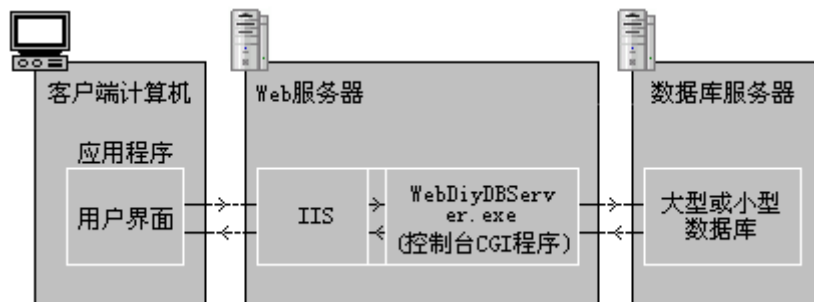 客户端计算机
Web服务器
数据库服务器
应用程序
用户界面
IIS
WebDiyDBServ
er.exe
(控制台CGI程序)
大型或小型
数据库